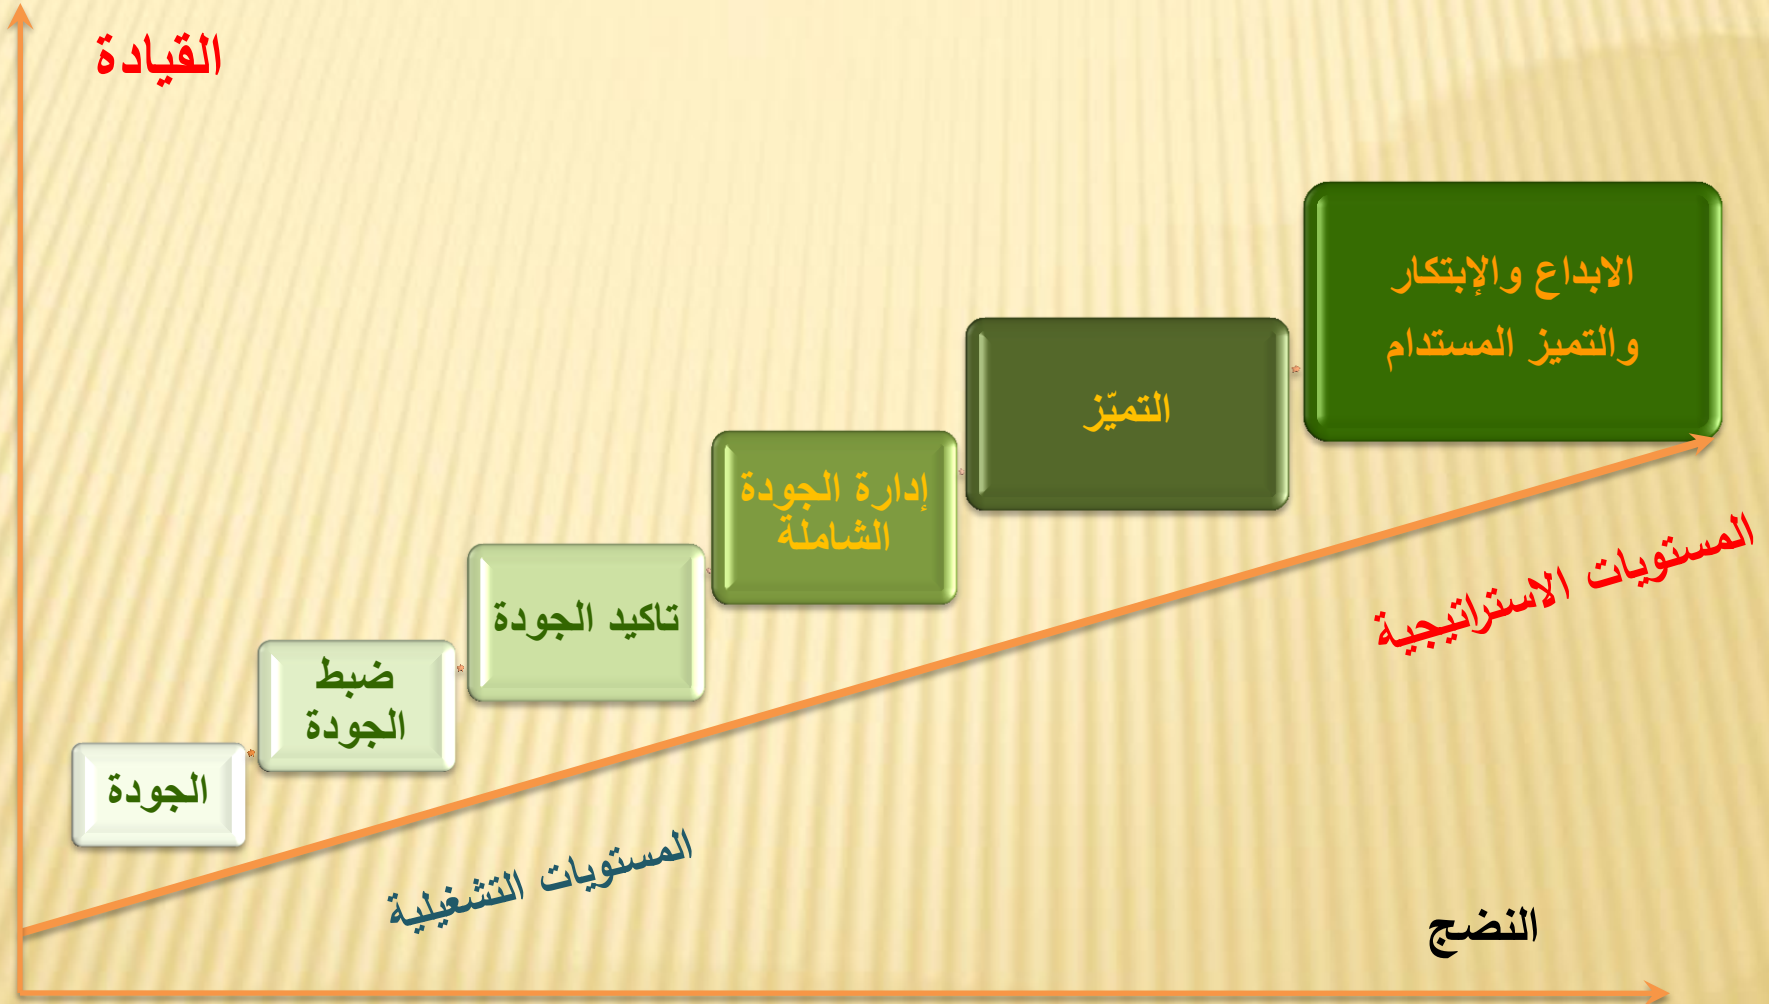 القيادة
الابداع والإبتكار
والتميز المستدام
التميّز
إدارة الجودة
الشاملة
تاكيد الجودة
ضبط
الجودة
الجودة
المستويات الاستراتيجية
المستويات التشغيلية
النضج